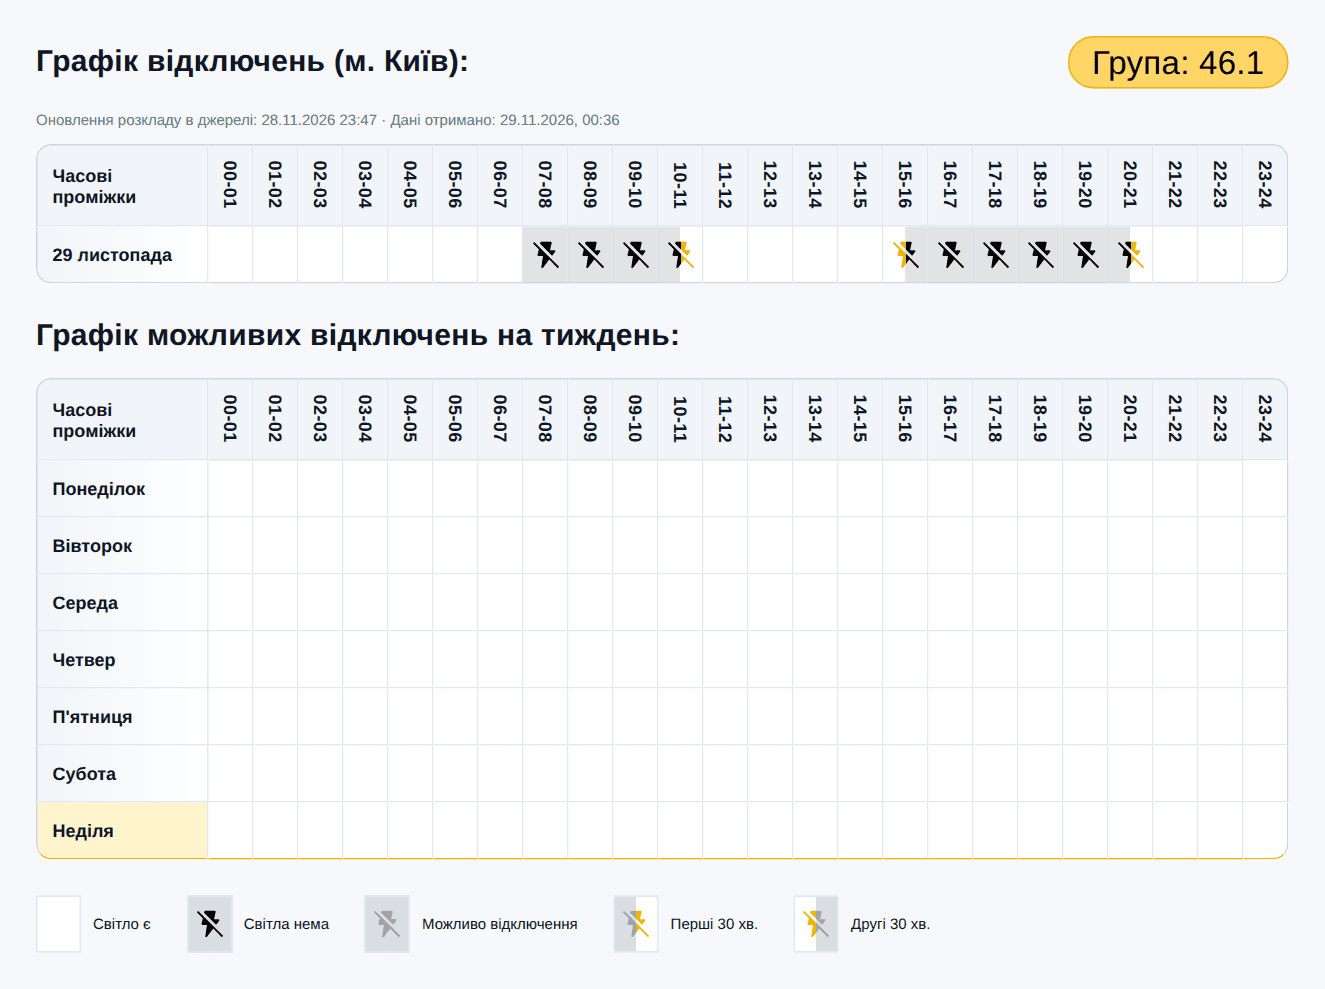 Графік відключень (м. Київ):
Група: 46.1
Оновлення розкладу в джерелі: 28.11.2026 23:47 · Дані отримано: 29.11.2026, 00:36
Часові проміжки 00-01 01-02 02-03 03-04 04-05 05-06 06-07 07-08 08-09 09-10 10-11 11-12 12-13 13-14 14-15 15-16 16-17 17-18 18-19 19-20 20-21 21-22 22-23 23-24
29 листопада
Графік можливих відключень на тиждень:
Часові проміжки 00-01 01-02 02-03 03-04 04-05 05-06 06-07 07-08 08-09 09-10 10-11 11-12 12-13 13-14 14-15 15-16 16-17 17-18 18-19 19-20 20-21 21-22 22-23 23-24
Понеділок
Вівторок
Середа
Четвер
П'ятниця
Субота
Неділя
Світло є Світла нема Можливо відключення Перші 30 хв. Другі 30 хв.